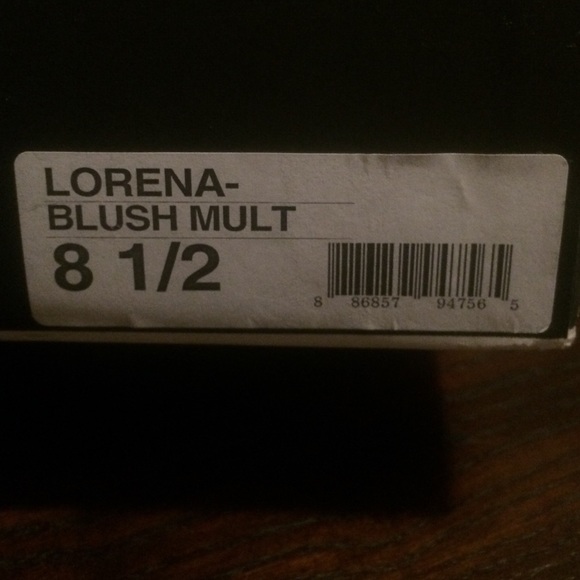 LORENA-
BLUSH MULT
8 1/2
8 86857 94756 5